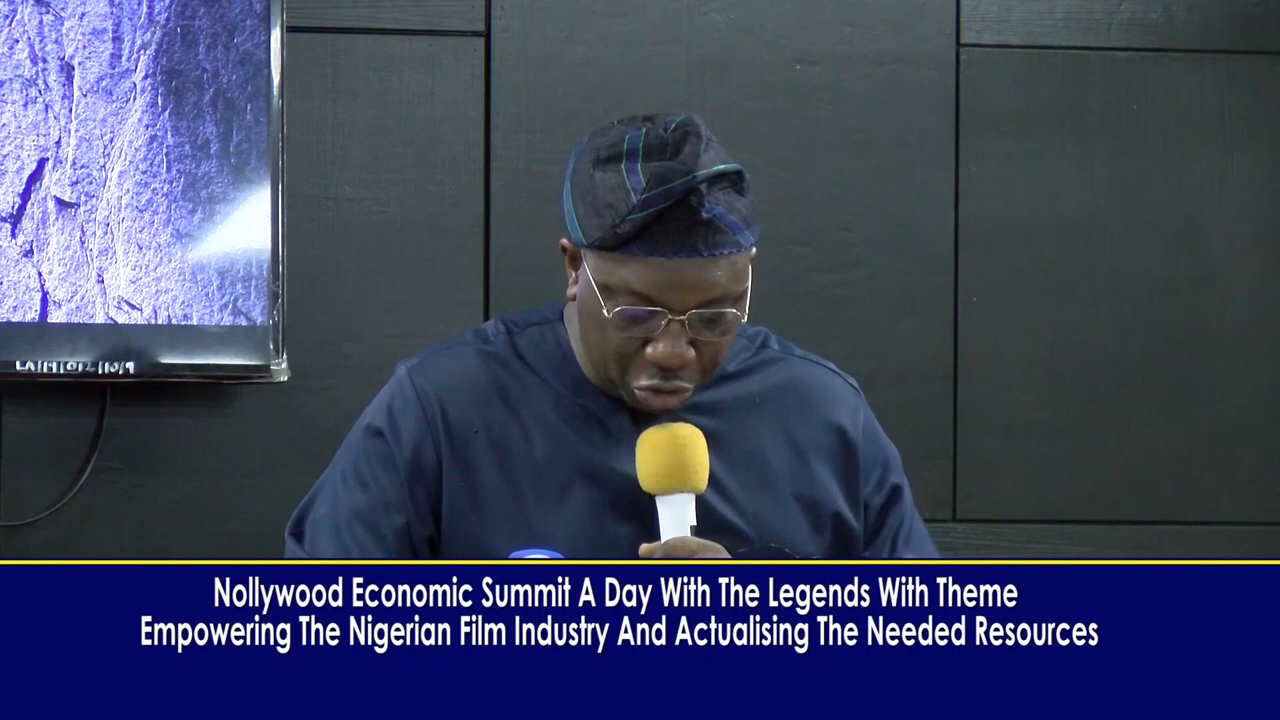 Nollywood Economic Summit A Day With The Legends With Theme
Empowering The Nigerian Film Industry And Actualising The Needed Resources